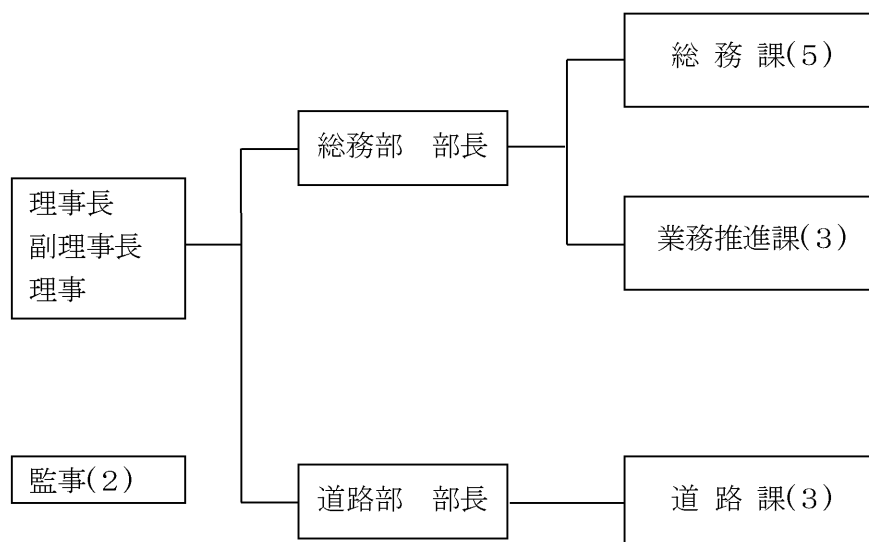 総 務 課(５)
総務部　部長
理事長
副理事長
理事
業務推進課(３)
監事(２)
道路部　部長
道 路 課(３)